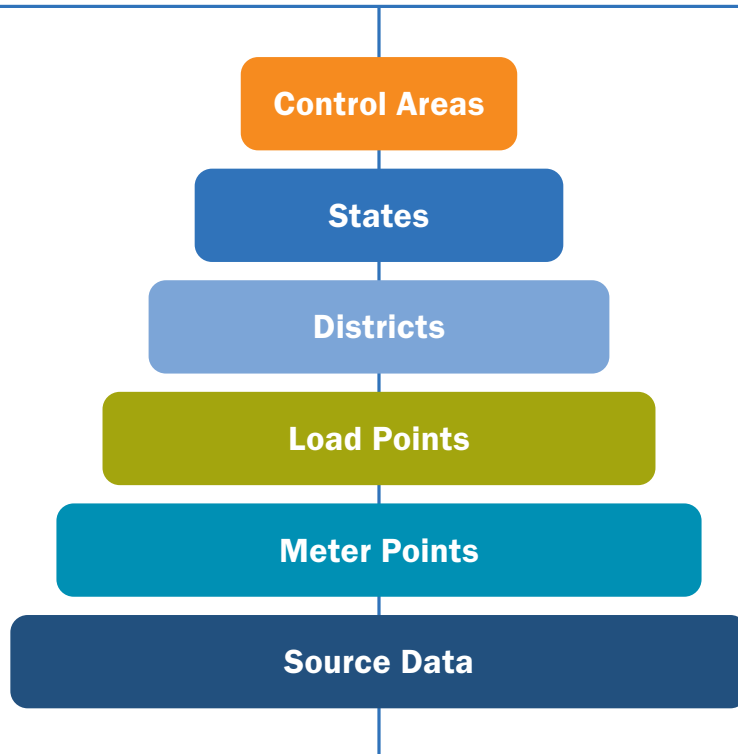 Control Areas
States
Districts
Load Points
Meter Points
Source Data